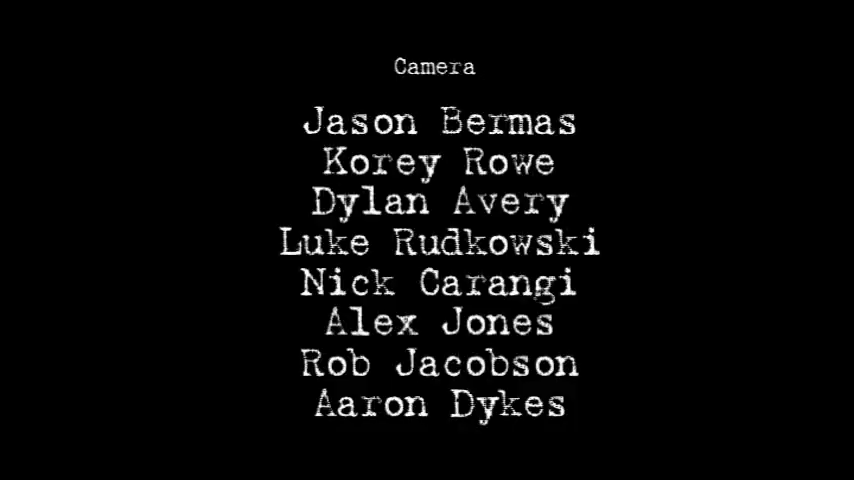 Camera
Jason Bermas
Korey Rowe
Dylan Avery
Luke Rudkowski
Nick Carangi
Alex Jones
Rob Jacobson
Aaron Dykes